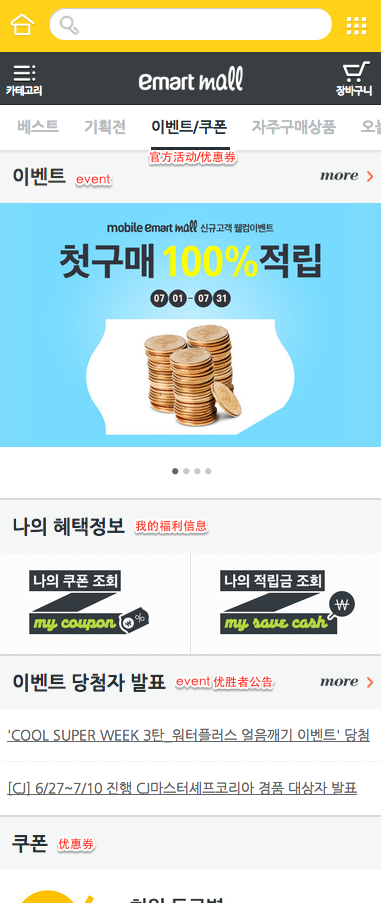 카테고리
emart mall
장바구니
베스트 기획전 이벤트/쿠폰 자주구매상품
官方活动/优惠券
이벤트 event more
mobile emart mall 신규고객 웰컴이벤트
첫구매 100%적립
07 01 - 07 31
나의 혜택정보 我的福利信息
나의 쿠폰 조회
my coupon %
나의 적립금 조회
my save cash ₩
이벤트 당첨자 발표 event 优胜者公告 more
'COOL SUPER WEEK 3탄_워터플러스 얼음깨기 이벤트' 당첨
[CJ] 6/27~7/10 진행 CJ마스터셰프코리아 경품 대상자 발표
쿠폰 优惠券